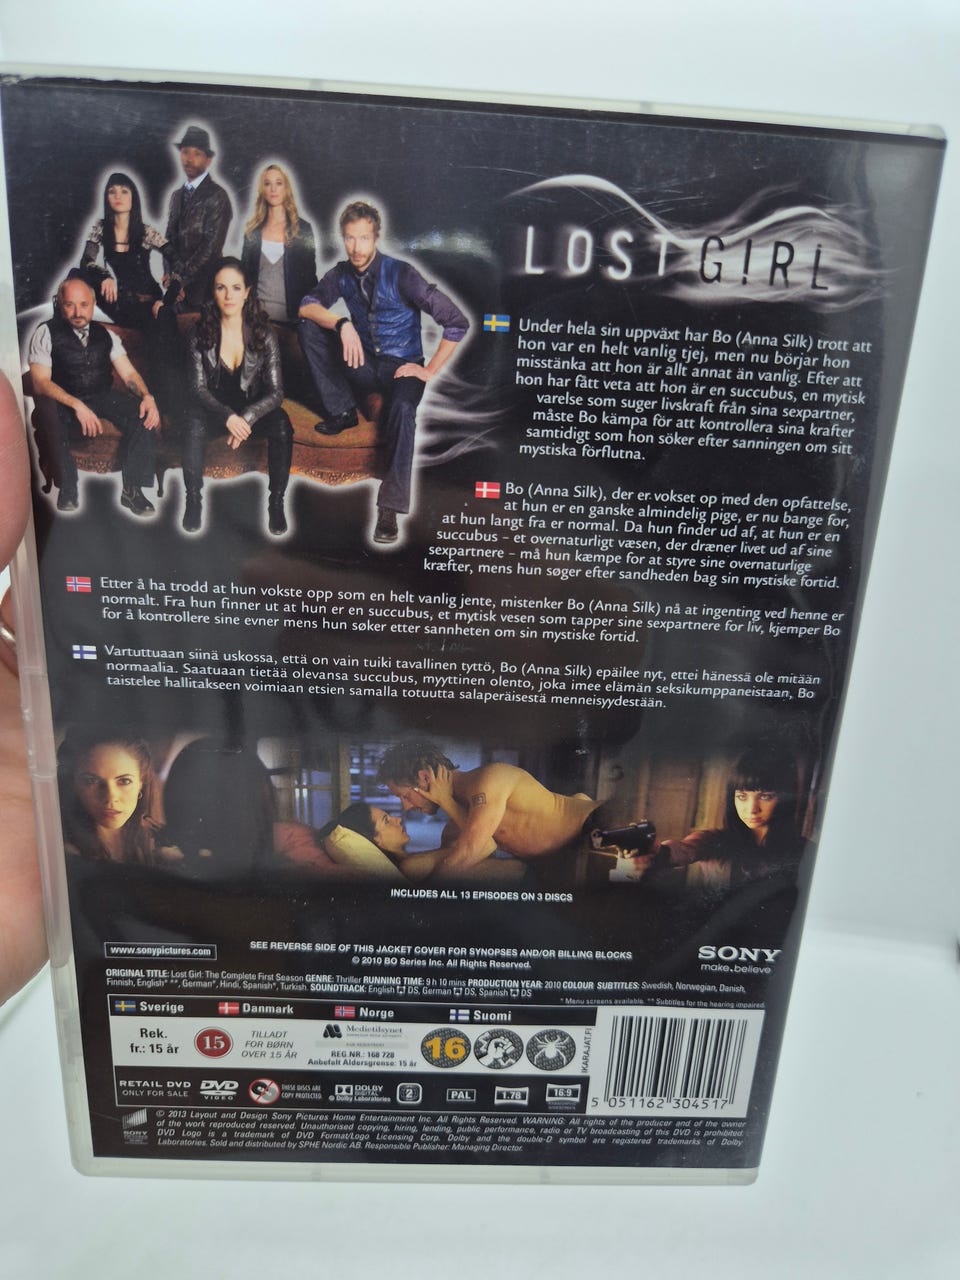 LOST GIRL
Under hela sin uppväxt har Bo (Anna Silk) trott att
hon var en helt vanlig tjej, men nu börjar hon
misstänka att hon är allt annat än vanlig. Efter att
hon har fått veta att hon är en succubus, en mytisk
varelse som suger livskraft från sina sexpartner,
måste Bo kämpa för att kontrollera sina krafter
samtidigt som hon söker efter sanningen om sitt
mystiska förflutna.
Bo (Anna Silk), der er vokset op med den opfattelse,
at hun er en ganske almindelig pige, er nu bange for,
at hun langt fra er normal. Da hun finder ud af, at hun er en
succubus – et overnaturligt væsen, der dræner livet ud af sine
sexpartnere – må hun kæmpe for at styre sine overnaturlige
kræfter, mens hun søger efter sandheden bag sin mystiske fortid.
Etter å ha trodd at hun vokste opp som en helt vanlig jente, mistenker Bo (Anna Silk) nå at ingenting ved henne er
normalt. Fra hun finner ut at hun er en succubus, et mytisk vesen som tapper sine sexpartnere for liv, kjemper Bo
for å kontrollere sine evner mens hun søker etter sannheten om sin mystiske fortid.
Vartuttuaan siinä uskossa, että on vain tuiki tavallinen tyttö, Bo (Anna Silk) epäilee nyt, ettei hänessä ole mitään
normaalia. Saatuaan tietää olevansa succubus, myyttinen olento, joka imee elämän seksikumppaneistaan, Bo
taistelee hallitakseen voimiaan etsien samalla totuutta salaperäisestä menneisyydestään.
INCLUDES ALL 13 EPISODES ON 3 DISCS
www.sonypictures.com
SEE REVERSE SIDE OF THIS JACKET COVER FOR SYNOPSES AND/OR BILLING BLOCKS
© 2010 BO Series Inc. All Rights Reserved.
SONY
make.believe
ORIGINAL TITLE: Lost Girl: The Complete First Season GENRE: Thriller RUNNING TIME: 9 h 10 mins PRODUCTION YEAR: 2010 COLOUR SUBTITLES: Swedish, Norwegian, Danish,
Finnish, English* **, German*, Hindi, Spanish*, Turkish. SOUNDTRACK: English DS, German DS, Spanish DS
* Menu screens available. ** Subtitles for the hearing impaired.
Sverige Danmark Norge Suomi
Rek.
fr.: 15 år
15
TILLADT
FOR BØRN
OVER 15 ÅR
Medietilsynet
REG.NR.: 168 728
Anbefalt Aldersgrense: 15 år
16
IKARAJAT.FI
RETAIL DVD
ONLY FOR SALE
DVD
VIDEO
THESE DISCS ARE
COPY PROTECTED.
DOLBY
DIGITAL
Dolby Laboratories
2
PAL
1.78
16:9
5 051162 304517
SONY
© 2013 Layout and Design Sony Pictures Home Entertainment Inc. All Rights Reserved. WARNING: All rights of the producer and of the owner
of the work reproduced reserved. Unauthorised copying, hiring, lending, public performance, radio or TV broadcasting of this DVD is prohibited.
DVD Logo is a trademark of DVD Format/Logo Licensing Corp. Dolby and the double-D symbol are registered trademarks of Dolby
Laboratories. Sold and distributed by SPHE Nordic AB. Responsible Publisher: Managing Director.